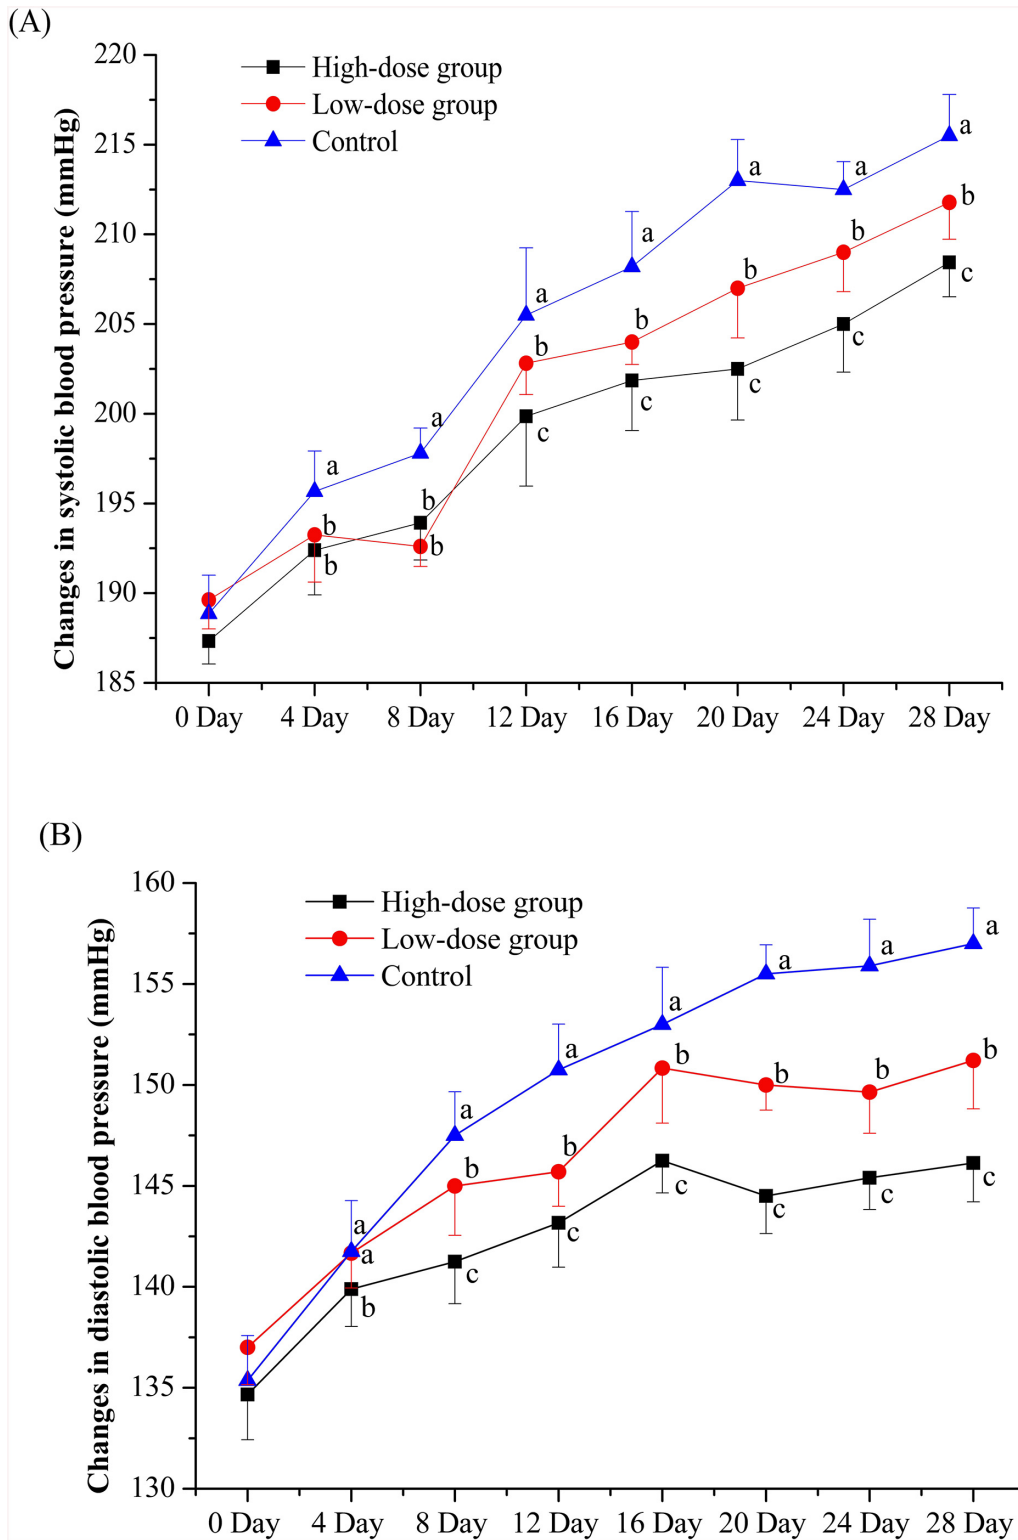 (A)
220
215
210
205
200
195
190
185
Changes in systolic blood pressure (mmHg)
High-dose group
Low-dose group
Control
a
a
a
a
a
a
a
b
b
b
b
b
b
b
b
b
c
c
c
c
c
0 Day 4 Day 8 Day 12 Day 16 Day 20 Day 24 Day 28 Day
(B)
160
155
150
145
140
135
130
Changes in diastolic blood pressure (mmHg)
High-dose group
Low-dose group
Control
a
a
a
a
a
a
a
a
b
b
b
b
b
b
b
c
c
c
c
c
c
0 Day 4 Day 8 Day 12 Day 16 Day 20 Day 24 Day 28 Day